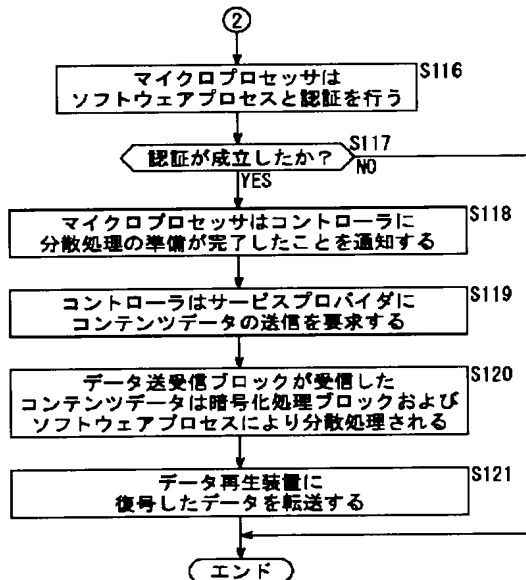 2
マイクロプロセッサは
ソフトウェアプロセスと認証を行う
S116
認証が成立したか？
S117
NO
YES
マイクロプロセッサはコントローラに
分散処理の準備が完了したことを通知する
S118
コントローラはサービスプロバイダに
コンテンツデータの送信を要求する
S119
データ送受信ブロックが受信した
コンテンツデータは暗号化処理ブロックおよび
ソフトウェアプロセスにより分散処理される
S120
データ再生装置に
復号したデータを転送する
S121
エンド